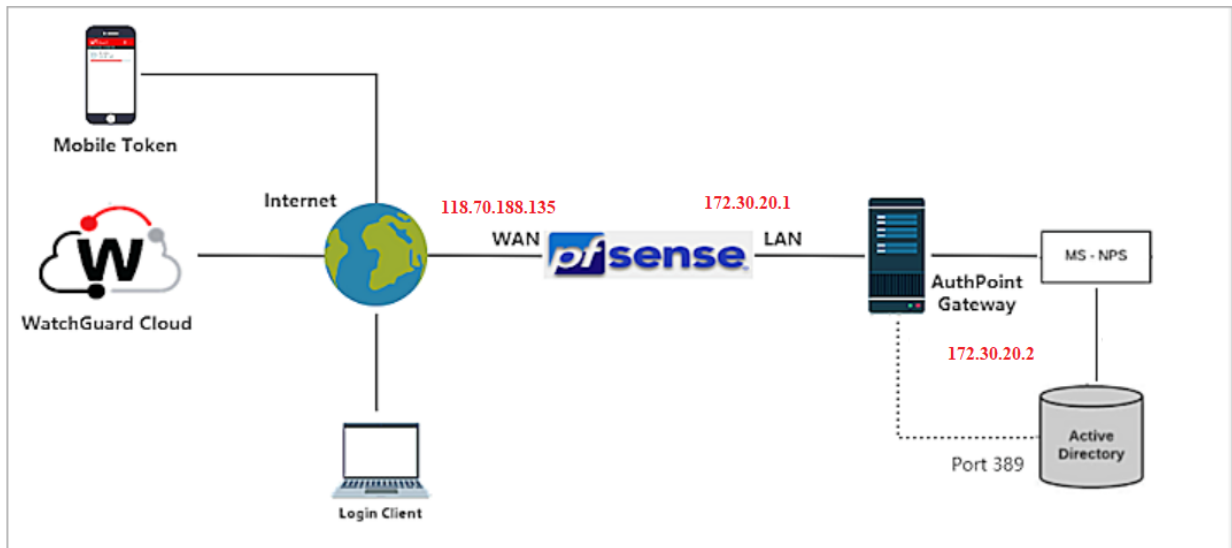 Mobile Token
Internet
118.70.188.135
172.30.20.1
WAN
pfsense
LAN
MS - NPS
W
WatchGuard Cloud
AuthPoint
Gateway
172.30.20.2
Active
Directory
Port 389
Login Client